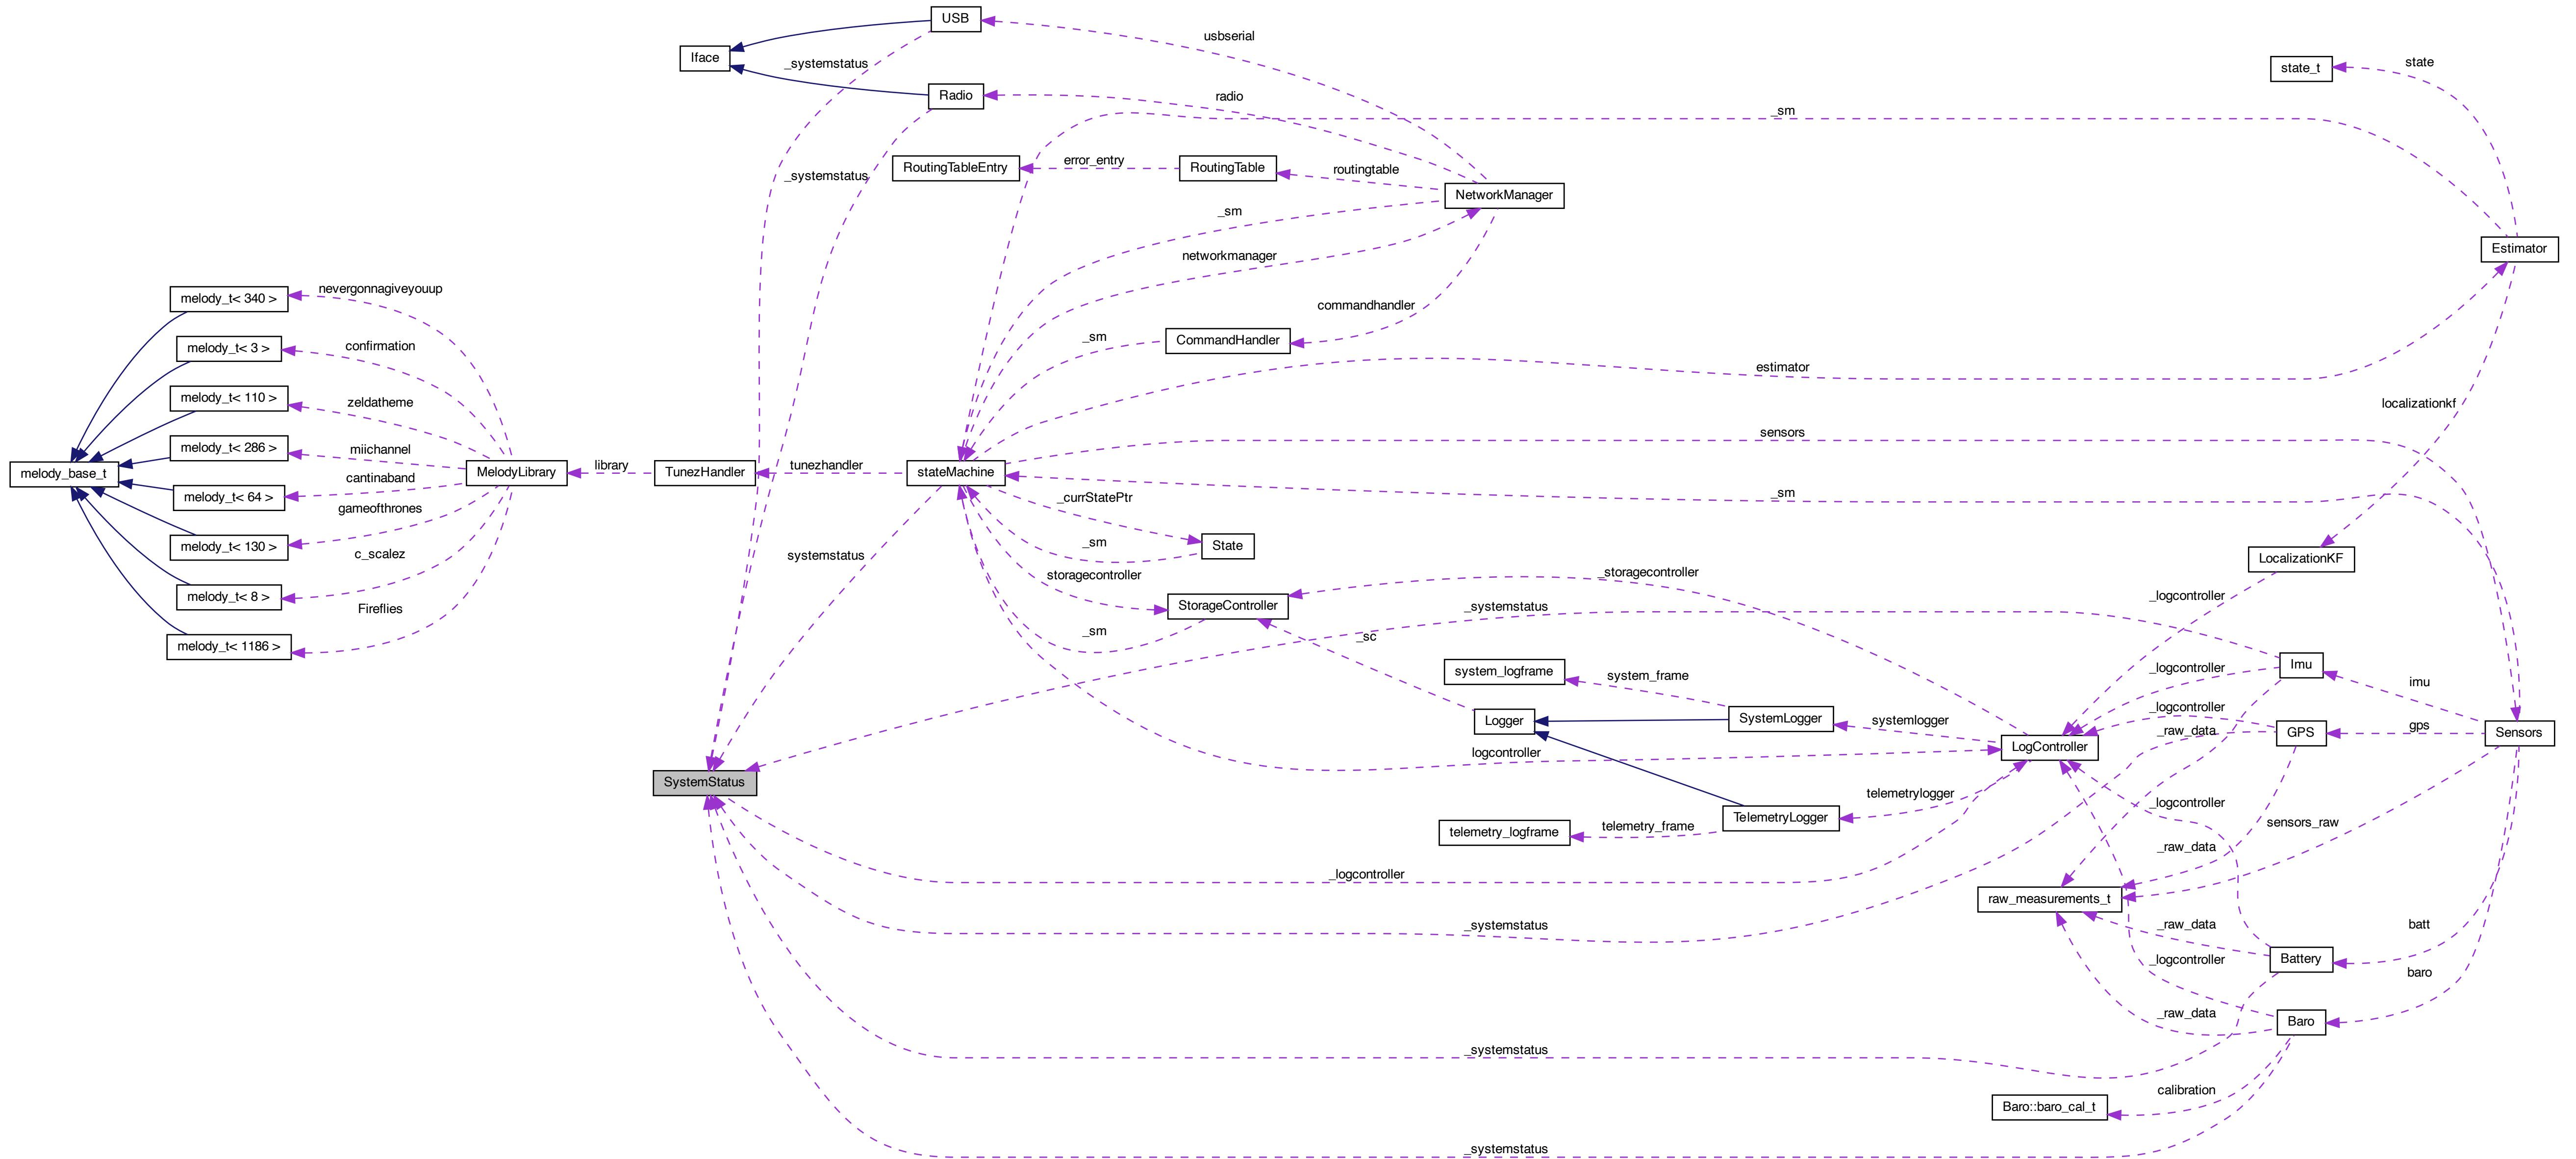 USB
usbserial
Iface
_systemstatus
state_t
state
Radio
radio
_sm
RoutingTableEntry
error_entry
RoutingTable
routingtable
_systemstatus
NetworkManager
_sm
Estimator
networkmanager
nevergonnagiveyouup
melody_t< 340 >
commandhandler
_sm
CommandHandler
confirmation
melody_t< 3 >
estimator
melody_t< 110 >
zeldatheme
localizationkf
sensors
melody_t< 286 >
miichannel
melody_base_t
MelodyLibrary
library
TunezHandler
tunezhandler
stateMachine
cantinaband
melody_t< 64 >
_currStatePtr
_sm
gameofthrones
melody_t< 130 >
_sm
State
c_scalez
systemstatus
LocalizationKF
storagecontroller
_storagecontroller
melody_t< 8 >
_logcontroller
Fireflies
StorageController
_systemstatus
_sm
_sc
melody_t< 1186 >
system_logframe
system_frame
_logcontroller
Imu
imu
_logcontroller
Logger
SystemLogger
systemlogger
gps
_raw_data
GPS
Sensors
logcontroller
LogController
SystemStatus
telemetrylogger
_logcontroller
TelemetryLogger
sensors_raw
telemetry_logframe
telemetry_frame
_raw_data
_logcontroller
raw_measurements_t
_systemstatus
_raw_data
batt
_logcontroller
Battery
baro
_raw_data
Baro
_systemstatus
calibration
Baro::baro_cal_t
_systemstatus